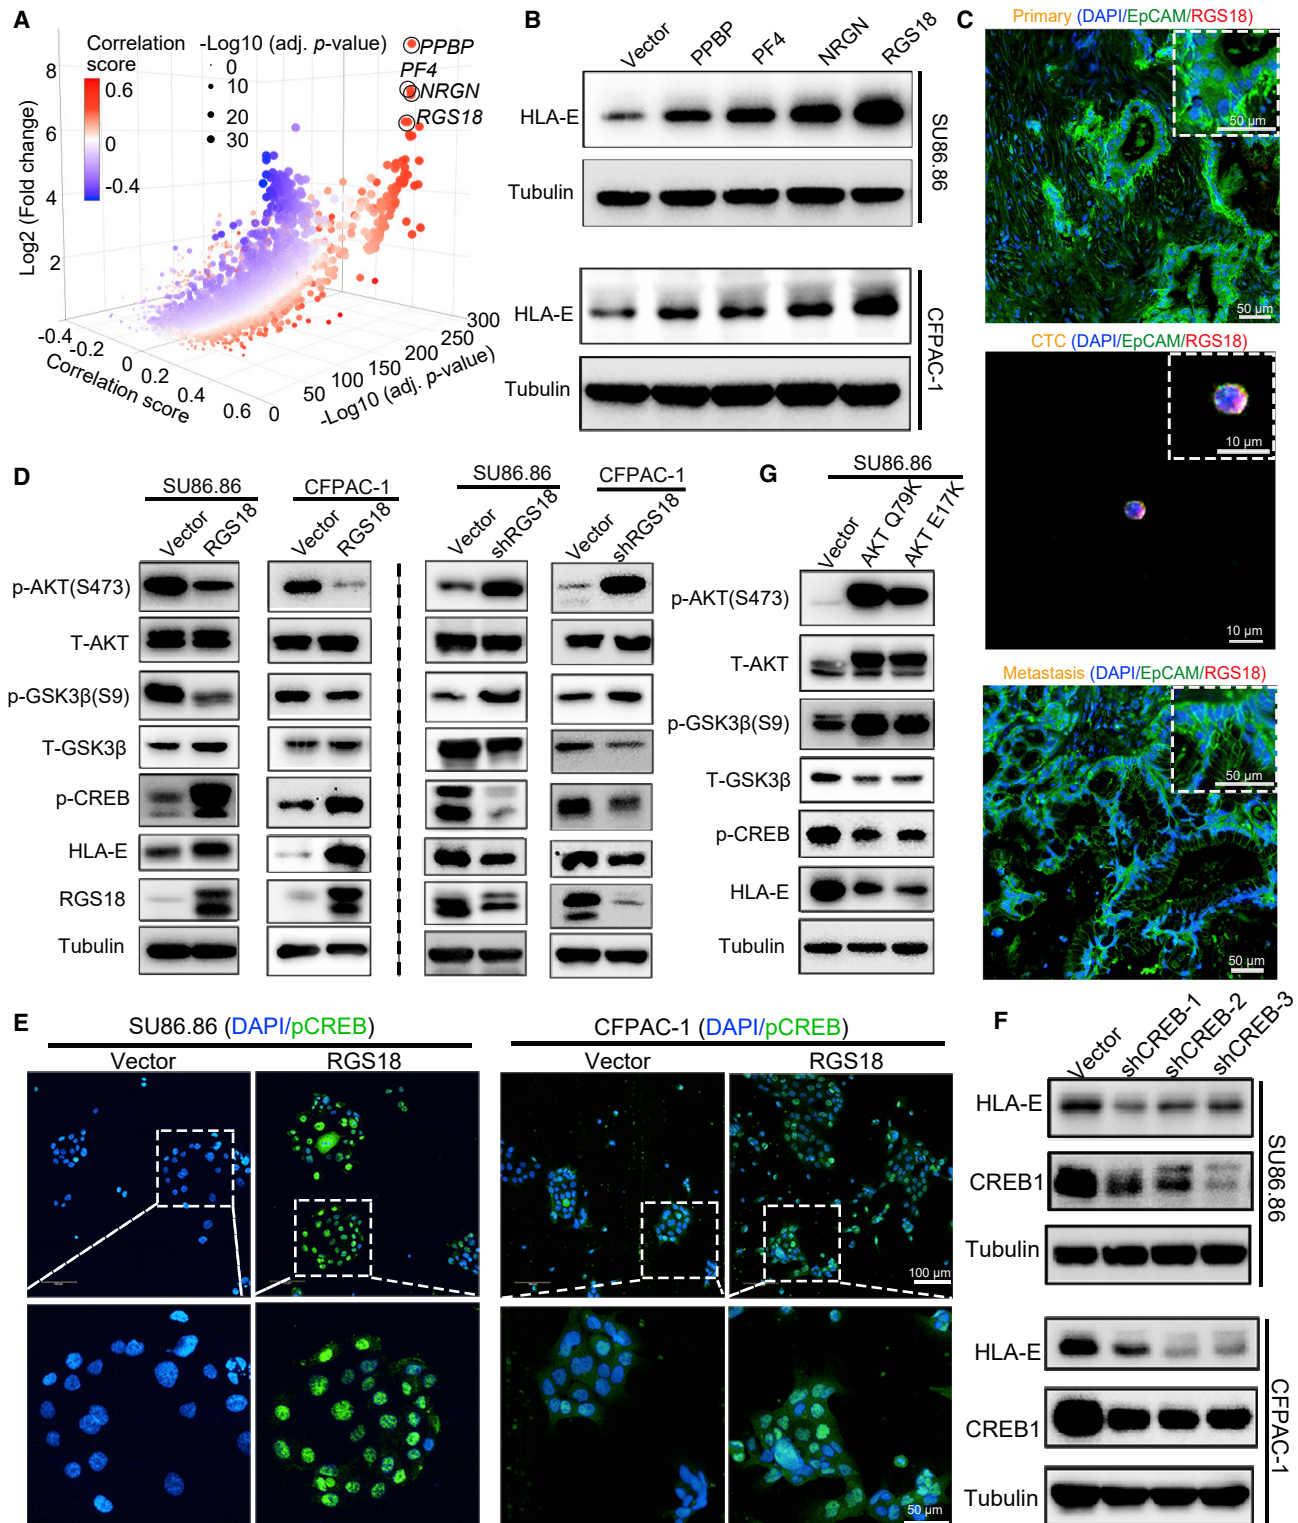 A
Correlation score
0.6
0
-0.4
-Log10 (adj. p-value)
0
10
20
30
PPBP
PF4
NRGN
RGS18
Log2 (Fold change)
8
6
4
2
-0.4
-0.2
0
0.2
0.4
0.6
Correlation score
0
50
100
150
200
250
300
-Log10 (adj. p-value)
B
Vector
PPBP
PF4
NRGN
RGS18
HLA-E
Tubulin
SU86.86
HLA-E
Tubulin
CFPAC-1
C
Primary (DAPI/EpCAM/RGS18)
50 µm
50 µm
CTC (DAPI/EpCAM/RGS18)
10 µm
10 µm
Metastasis (DAPI/EpCAM/RGS18)
50 µm
50 µm
D
SU86.86
CFPAC-1
SU86.86
CFPAC-1
Vector
RGS18
Vector
RGS18
Vector
shRGS18
Vector
shRGS18
p-AKT(S473)
T-AKT
p-GSK3β(S9)
T-GSK3β
p-CREB
HLA-E
RGS18
Tubulin
G
SU86.86
Vector
AKT Q79K
AKT E17K
p-AKT(S473)
T-AKT
p-GSK3β(S9)
T-GSK3β
p-CREB
HLA-E
Tubulin
E
SU86.86 (DAPI/pCREB)
Vector
RGS18
CFPAC-1 (DAPI/pCREB)
Vector
RGS18
100 µm
50 µm
F
Vector
shCREB-1
shCREB-2
shCREB-3
HLA-E
CREB1
Tubulin
SU86.86
HLA-E
CREB1
Tubulin
CFPAC-1